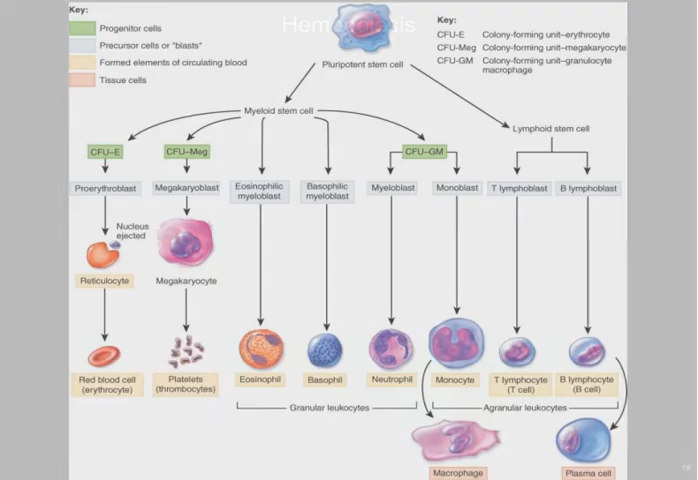 Key:
Progenitor cells
Precursor cells or "blasts"
Formed elements of circulating blood
Tissue cells
Key:
CFU-E Colony-forming unit–erythrocyte
CFU-Meg Colony-forming unit–megakaryocyte
CFU-GM Colony-forming unit–granulocyte
macrophage
Pluripotent stem cell
Myeloid stem cell
Lymphoid stem cell
CFU–E
CFU–Meg
CFU–GM
Proerythroblast
Megakaryoblast
Eosinophilic
myeloblast
Basophilic
myeloblast
Myeloblast
Monoblast
T lymphoblast
B lymphoblast
Nucleus
ejected
Reticulocyte
Megakaryocyte
Red blood cell
(erythrocyte)
Platelets
(thrombocytes)
Eosinophil
Basophil
Neutrophil
Monocyte
T lymphocyte
(T cell)
B lymphocyte
(B cell)
Granular leukocytes
Agranular leukocytes
Macrophage
Plasma cell